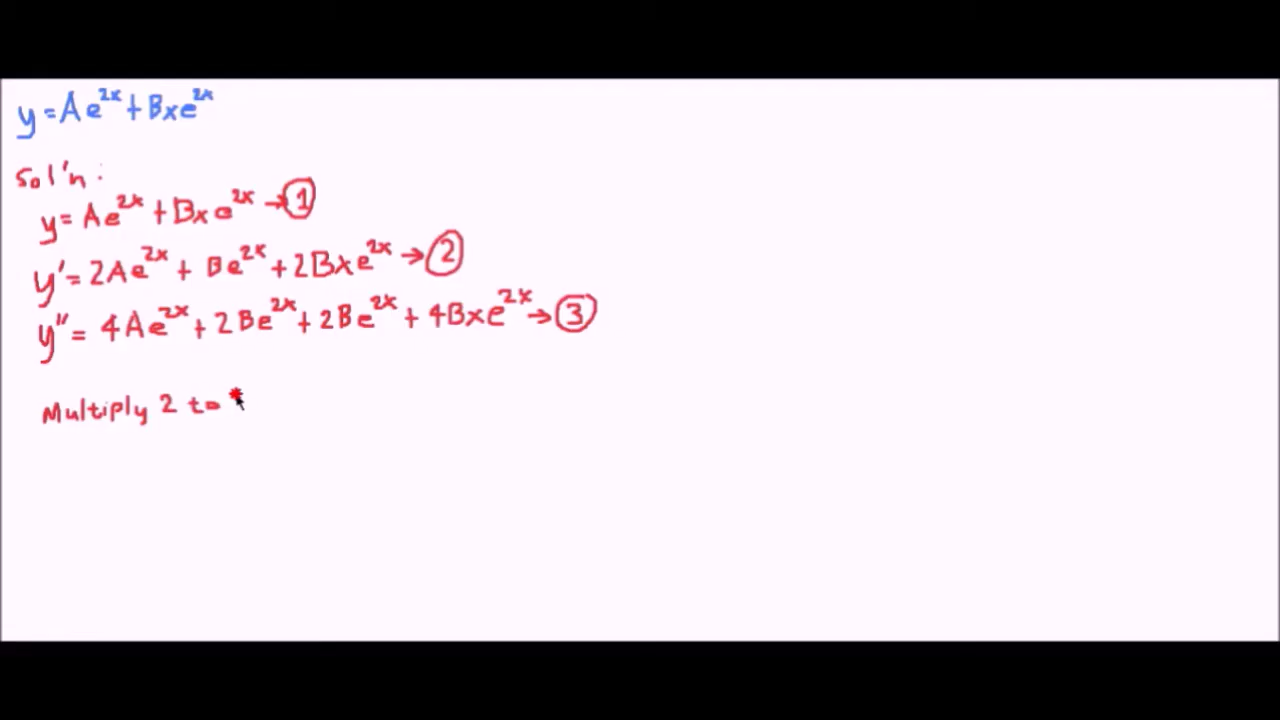 y = Ae^{2x} + Bxe^{2x}
Sol'n :
y = Ae^{2x} + Bxe^{2x} → ①
y' = 2Ae^{2x} + Be^{2x} + 2Bxe^{2x} → ②
y" = 4Ae^{2x} + 2Be^{2x} + 2Be^{2x} + 4Bxe^{2x} → ③
Multiply 2 to